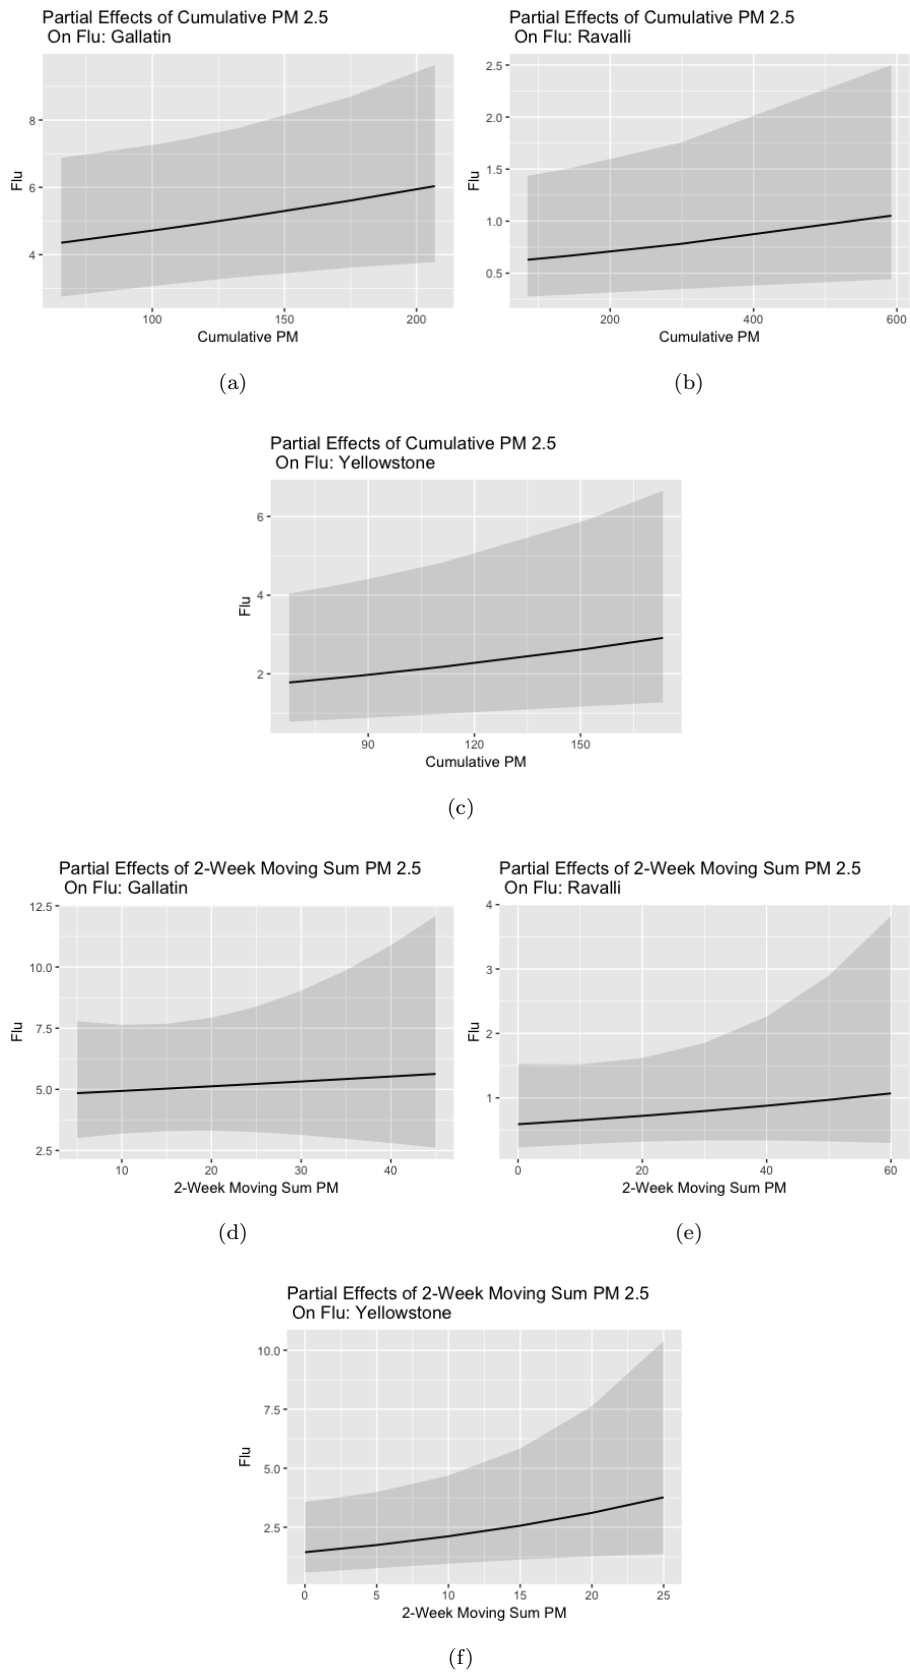 Partial Effects of Cumulative PM 2.5
On Flu: Gallatin
8
6
4
Flu
100 150 200
Cumulative PM
(a)
Partial Effects of Cumulative PM 2.5
On Flu: Ravalli
2.5
2.0
1.5
1.0
0.5
Flu
200 400 600
Cumulative PM
(b)
Partial Effects of Cumulative PM 2.5
On Flu: Yellowstone
6
4
2
Flu
90 120 150
Cumulative PM
(c)
Partial Effects of 2-Week Moving Sum PM 2.5
On Flu: Gallatin
12.5
10.0
7.5
5.0
2.5
Flu
10 20 30 40
2-Week Moving Sum PM
(d)
Partial Effects of 2-Week Moving Sum PM 2.5
On Flu: Ravalli
4
3
2
1
Flu
0 20 40 60
2-Week Moving Sum PM
(e)
Partial Effects of 2-Week Moving Sum PM 2.5
On Flu: Yellowstone
10.0
7.5
5.0
2.5
Flu
0 5 10 15 20 25
2-Week Moving Sum PM
(f)